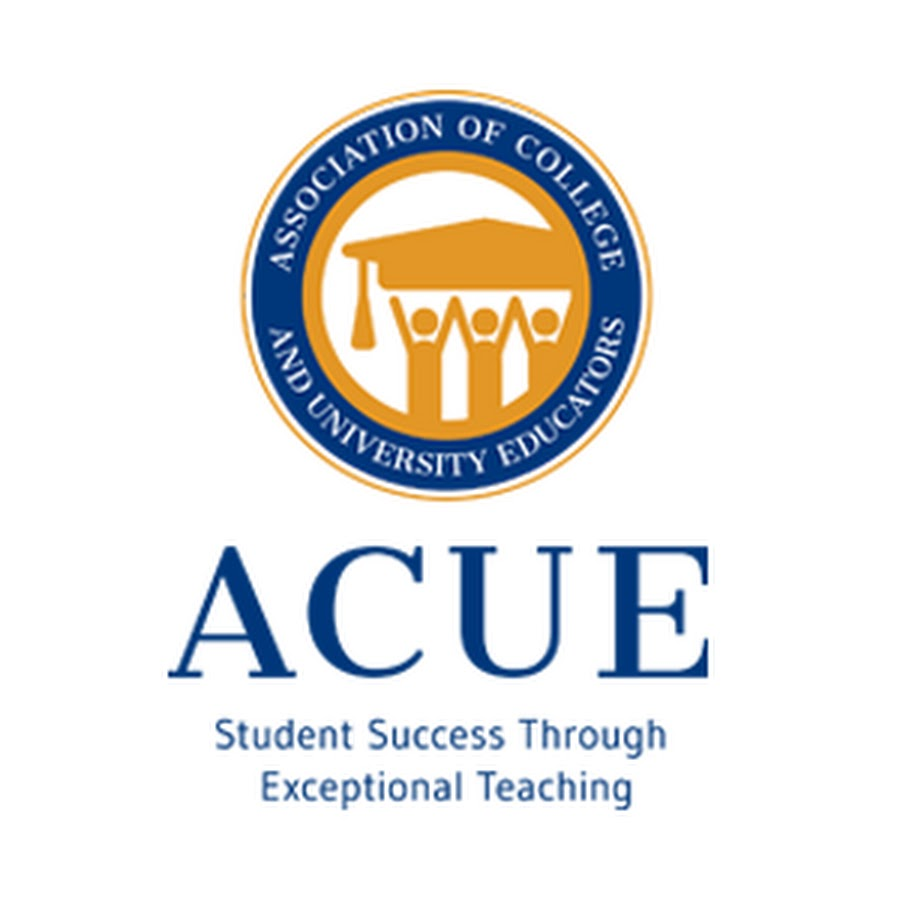 ASSOCIATION OF COLLEGE
AND UNIVERSITY EDUCATORS
ACUE
Student Success Through
Exceptional Teaching